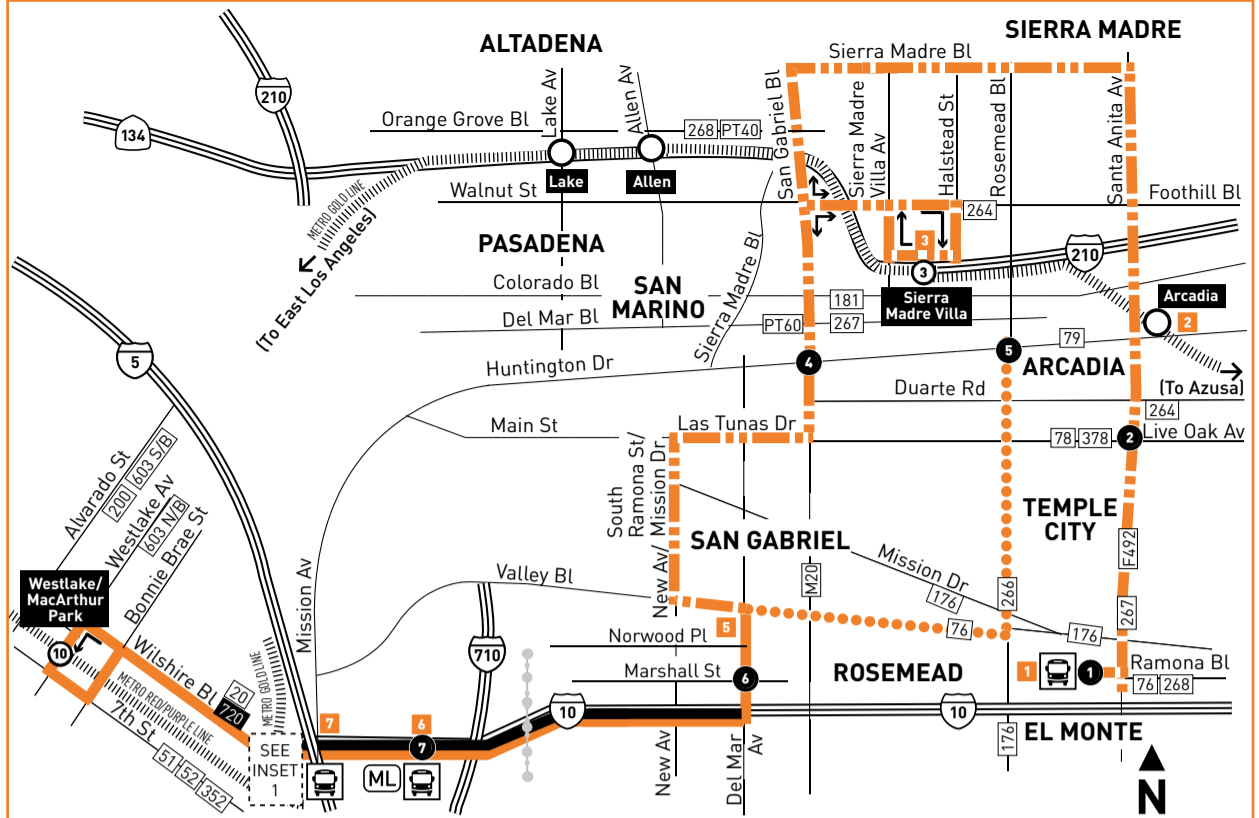 ALTADENA
SIERRA MADRE
Sierra Madre Bl
210
134
Orange Grove Bl
Lake Av
Allen Av
268
PT40
San Gabriel Bl
Sierra Madre
Villa Av
Halstead St
Rosemead Bl
Santa Anita Av
Lake
Allen
METRO GOLD LINE
(To East Los Angeles)
Walnut St
Foothill Bl
264
PASADENA
3
210
3
Sierra
Madre Villa
Colorado Bl
SAN
MARINO
Sierra Madre Bl
181
Arcadia
2
Del Mar Bl
PT60
267
5
79
5
Huntington Dr
4
ARCADIA
(To Azusa)
Duarte Rd
264
Main St
Las Tunas Dr
78
378
2
Live Oak Av
South
Ramona St/
New Av/ Mission Dr
Alvarado St
200
603 S/B
Westlake Av
603 N/B
Bonnie Brae St
TEMPLE
CITY
SAN GABRIEL
F492
Mission Dr
176
M20
266
267
Westlake/
MacArthur
Park
Mission Av
Valley Bl
5
76
176
Norwood Pl
10
Wilshire Bl
20
720
METRO GOLD LINE
METRO RED/PURPLE LINE
7th St
51
52
352
710
Marshall St
6
ROSEMEAD
1
1
Ramona Bl
76
268
7
6
10
10
7
EL MONTE
SEE
INSET
1
ML
New Av
Del Mar
Av
176
N